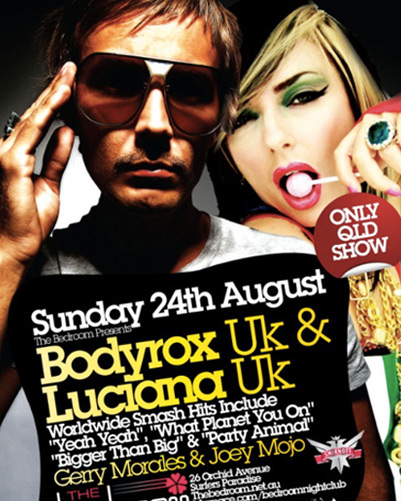 ONLY
QLD
SHOW
Sunday 24th August
The Bedroom Presents
Bodyrox Uk &
Luciana Uk
Worldwide Smash Hits Include
"Yeah Yeah", "What Planet You On"
"Bigger Than Big" & "Party Animal"
Gerry Morales & Joey Mojo
SMIRNOFF
THE
26 Orchid Avenue
Surfers Paradise
Thebedroom.net.au
/bedroomnightclub